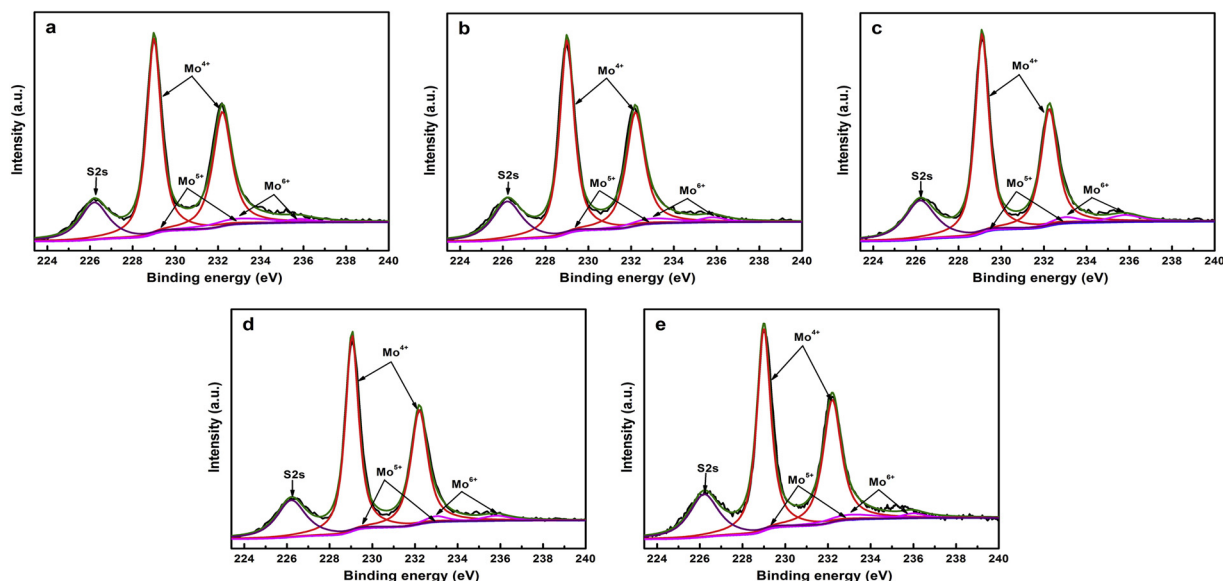 a
Mo4+
S2s
Mo5+
Mo6+
Intensity (a.u.)
224 226 228 230 232 234 236 238 240
Binding energy (eV)
b
Mo4+
S2s
Mo5+
Mo6+
Intensity (a.u.)
224 226 228 230 232 234 236 238 240
Binding energy (eV)
c
Mo4+
S2s
Mo5+
Mo6+
Intensity (a.u.)
224 226 228 230 232 234 236 238 240
Binding energy (eV)
d
Mo4+
S2s
Mo5+
Mo6+
Intensity (a.u.)
224 226 228 230 232 234 236 238 240
Binding energy (eV)
e
Mo4+
S2s
Mo5+
Mo6+
Intensity (a.u.)
224 226 228 230 232 234 236 238 240
Binding energy (eV)